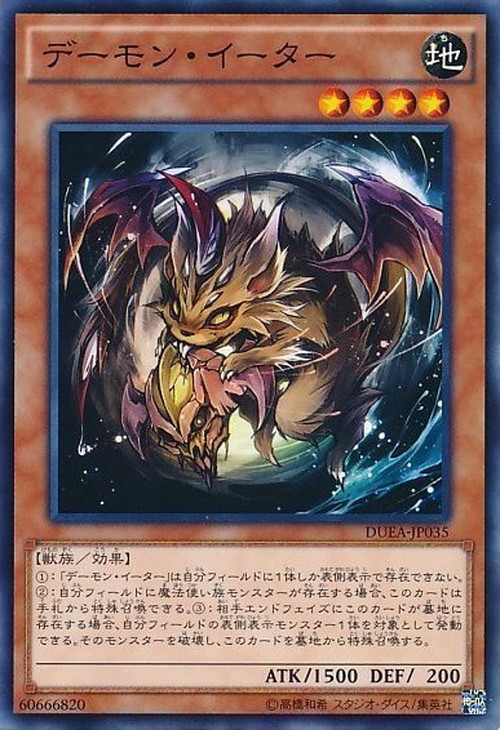 デーモン・イーター
地
DUEA-JP035
【獣族／効果】
①：「デーモン・イーター」は自分フィールドに１体しか表側表示で存在できない。
②：自分フィールドに魔法使い族モンスターが存在する場合、このカードは
手札から特殊召喚できる。③：相手エンドフェイズにこのカードが墓地に
存在する場合、自分フィールドの表側表示モンスター１体を対象として発動
できる。そのモンスターを破壊し、このカードを墓地から特殊召喚する。
ATK/1500 DEF/ 200
60666820
©高橋和希 スタジオ・ダイス/集英社